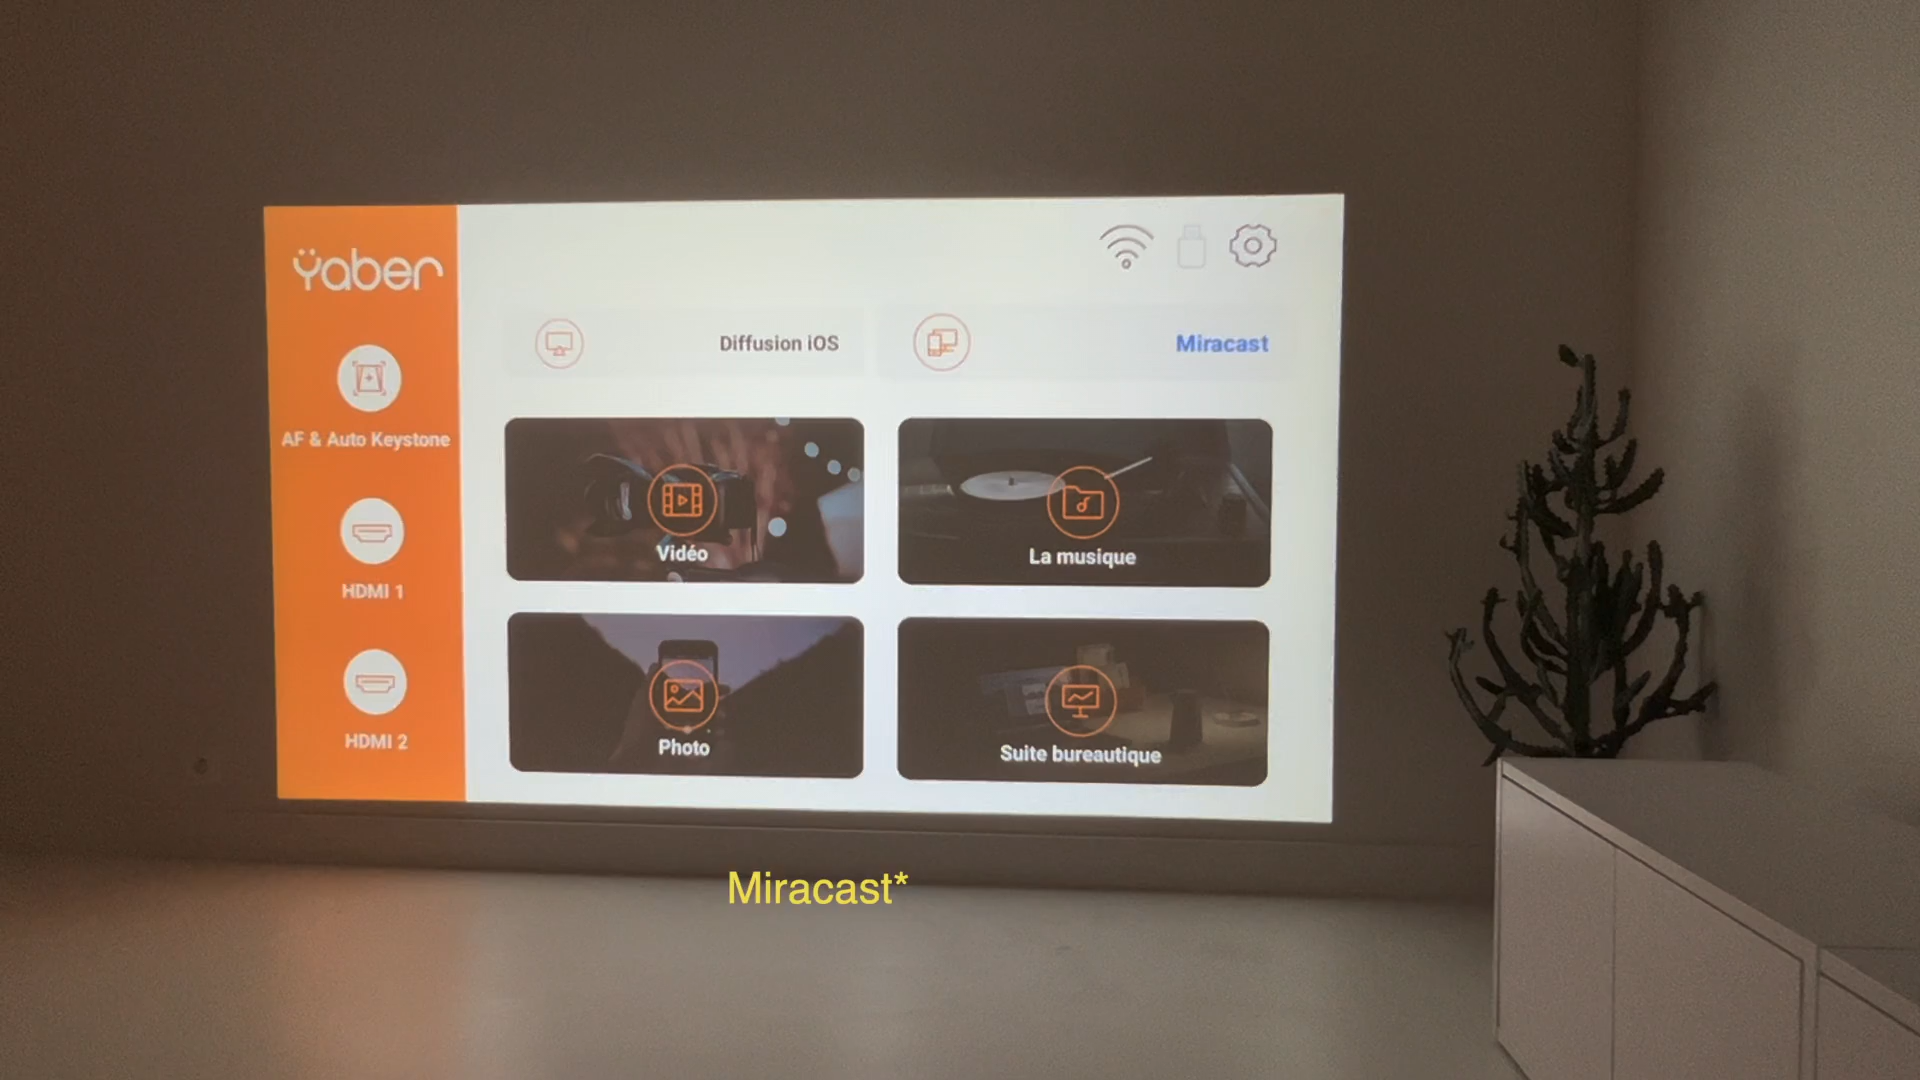 Yaber
AF & Auto Keystone
HDMI 1
HDMI 2
Diffusion iOS
Miracast
Vidéo
La musique
Photo
Suite bureautique
Miracast*